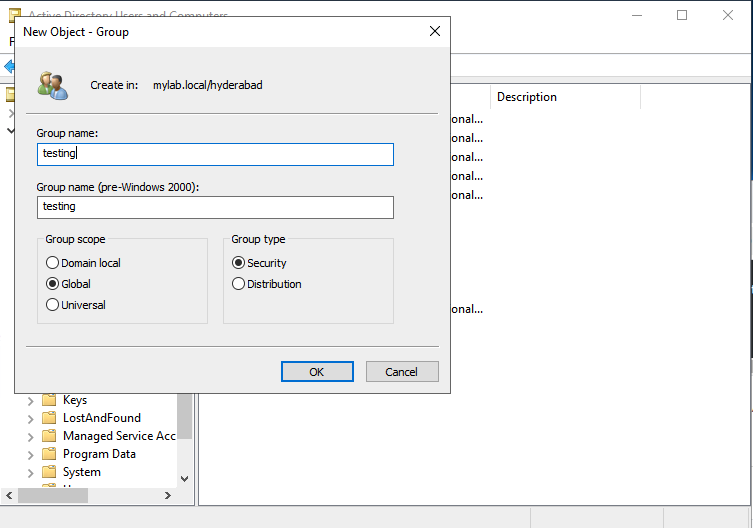 Active Directory Users and Computers
New Object - Group
Create in: mylab.local/hyderabad
Group name:
testing
Group name (pre-Windows 2000):
testing
Group scope
Domain local
Global
Universal
Group type
Security
Distribution
OK
Cancel
Description
onal...
onal...
onal...
onal...
onal...
onal...
Keys
LostAndFound
Managed Service Acc
Program Data
System